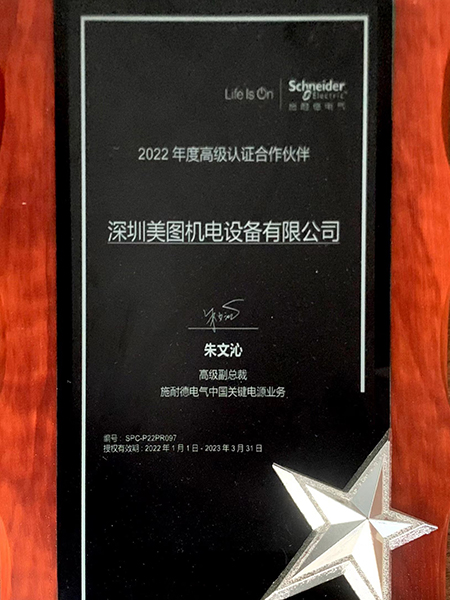 Life Is On
Schneider
Electric
施耐德电气
2022 年度高级认证合作伙伴
深圳美图机电设备有限公司
朱文沁
高级副总裁
施耐德电气中国关键电源业务
编号：SPC-P22PR097
授权有效期：2022 年 1 月 1 日 - 2023 年 3 月 31 日